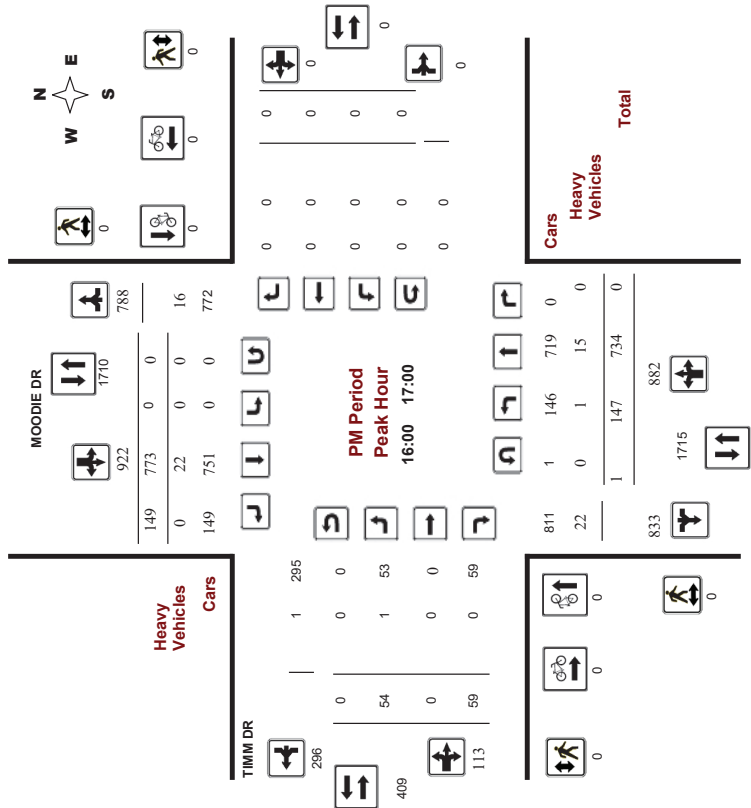 N
W E
S
0
0
0
0
MOODIE DR
1710
922
788
149 773 0 0
0 22 0 0 16
149 751 0 0 772
Heavy
Vehicles
Cars
0
0
0
0 0 0
0 0 0
0 0 0
0 0 0
0 0
PM Period
Peak Hour
16:00 17:00
TIMM DR
296
409
113
1 295
0 0 0
54 1 53
0 0 0
59 0 59
Cars
Heavy
Vehicles
Total
811 1 146 719 0
22 0 1 15 0
1 147 734 0
833
882
1715
0
0
0
0